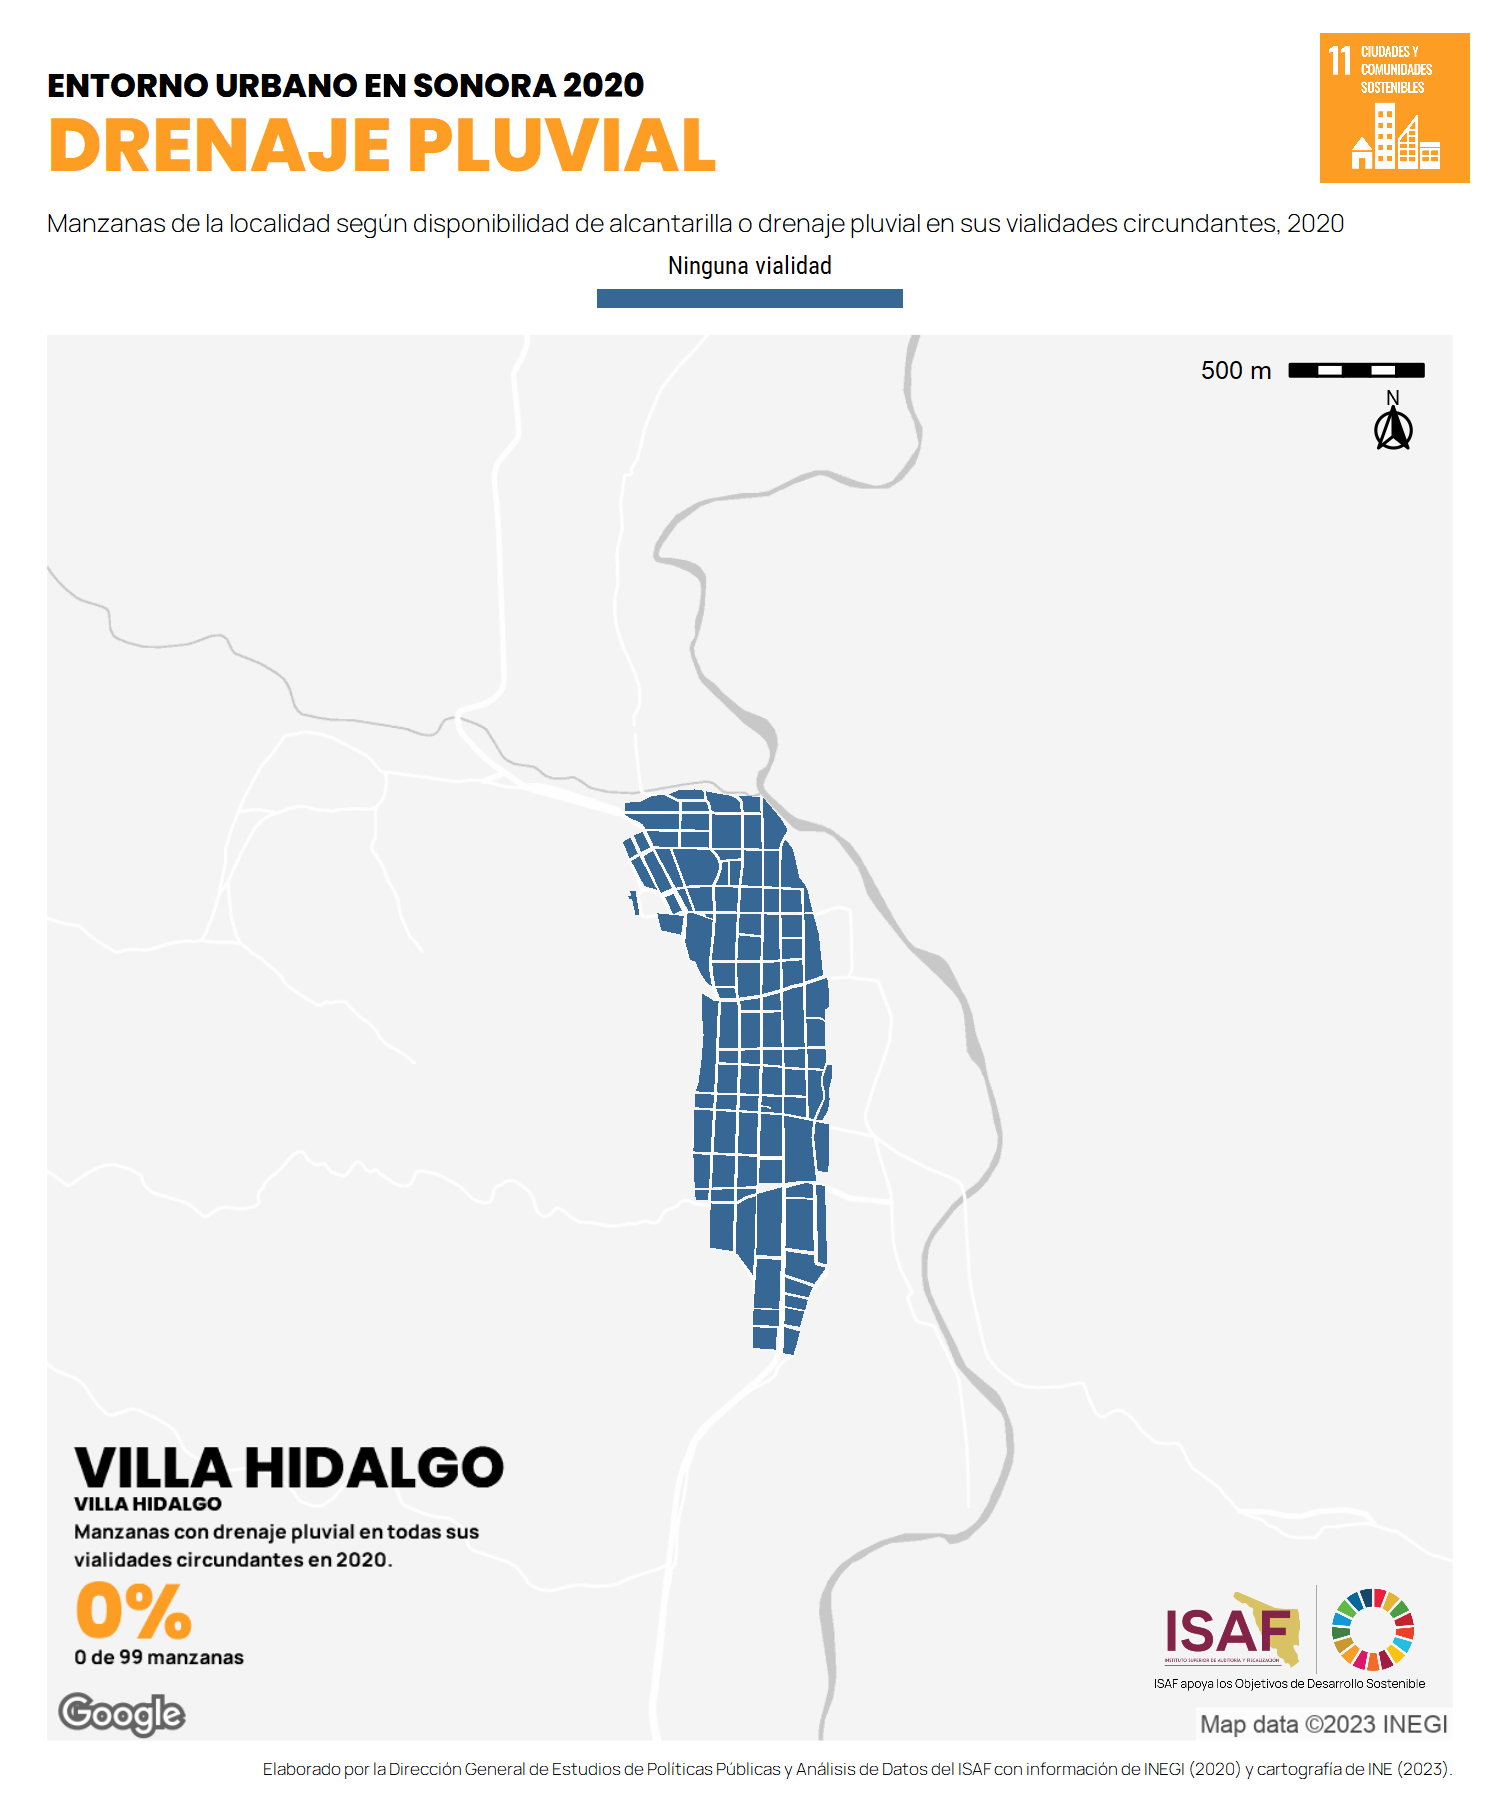 ENTORNO URBANO EN SONORA 2020
DRENAJE PLUVIAL
11 CIUDADES Y
COMUNIDADES
SOSTENIBLES
Manzanas de la localidad según disponibilidad de alcantarilla o drenaje pluvial en sus vialidades circundantes, 2020
Ninguna vialidad
500 m
N
VILLA HIDALGO
VILLA HIDALGO
Manzanas con drenaje pluvial en todas sus
vialidades circundantes en 2020.
0%
0 de 99 manzanas
Google
ISAF
INSTITUTO SUPERIOR DE AUDITORÍA Y FISCALIZACIÓN
ISAF apoya los Objetivos de Desarrollo Sostenible
Map data ©2023 INEGI
Elaborado por la Dirección General de Estudios de Políticas Públicas y Análisis de Datos del ISAF con información de INEGI (2020) y cartografía de INE (2023).